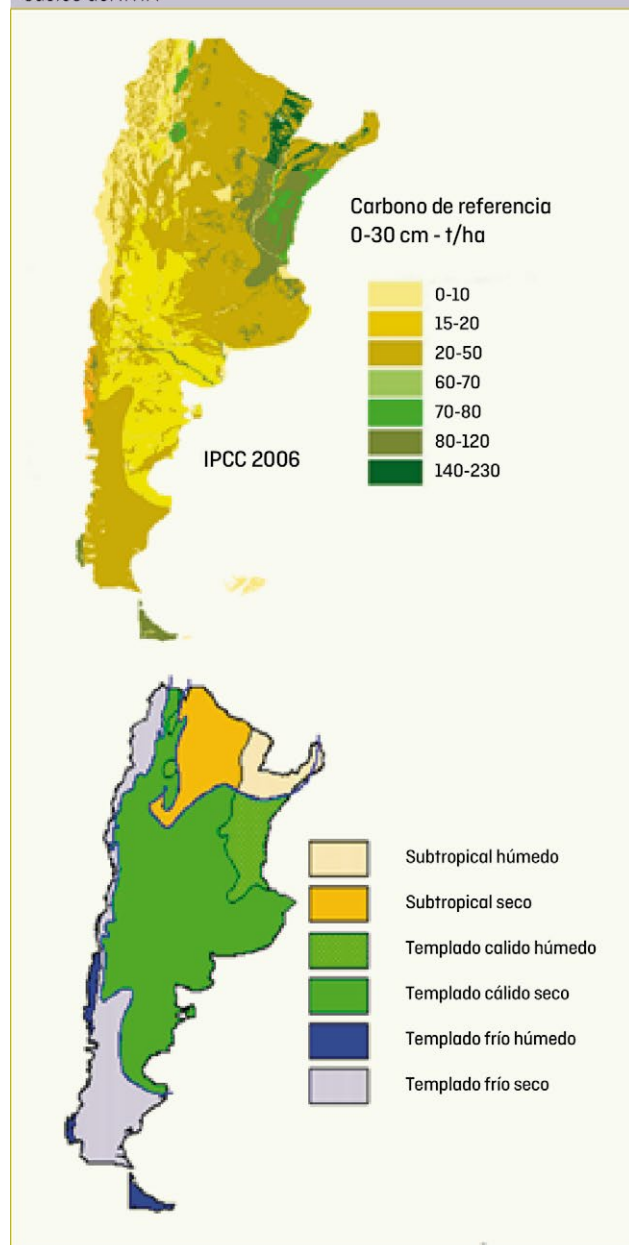 Carbono de referencia
0-30 cm - t/ha
0-10
15-20
20-50
60-70
70-80
80-120
140-230
IPCC 2006
Subtropical húmedo
Subtropical seco
Templado calido húmedo
Templado cálido seco
Templado frío húmedo
Templado frío seco